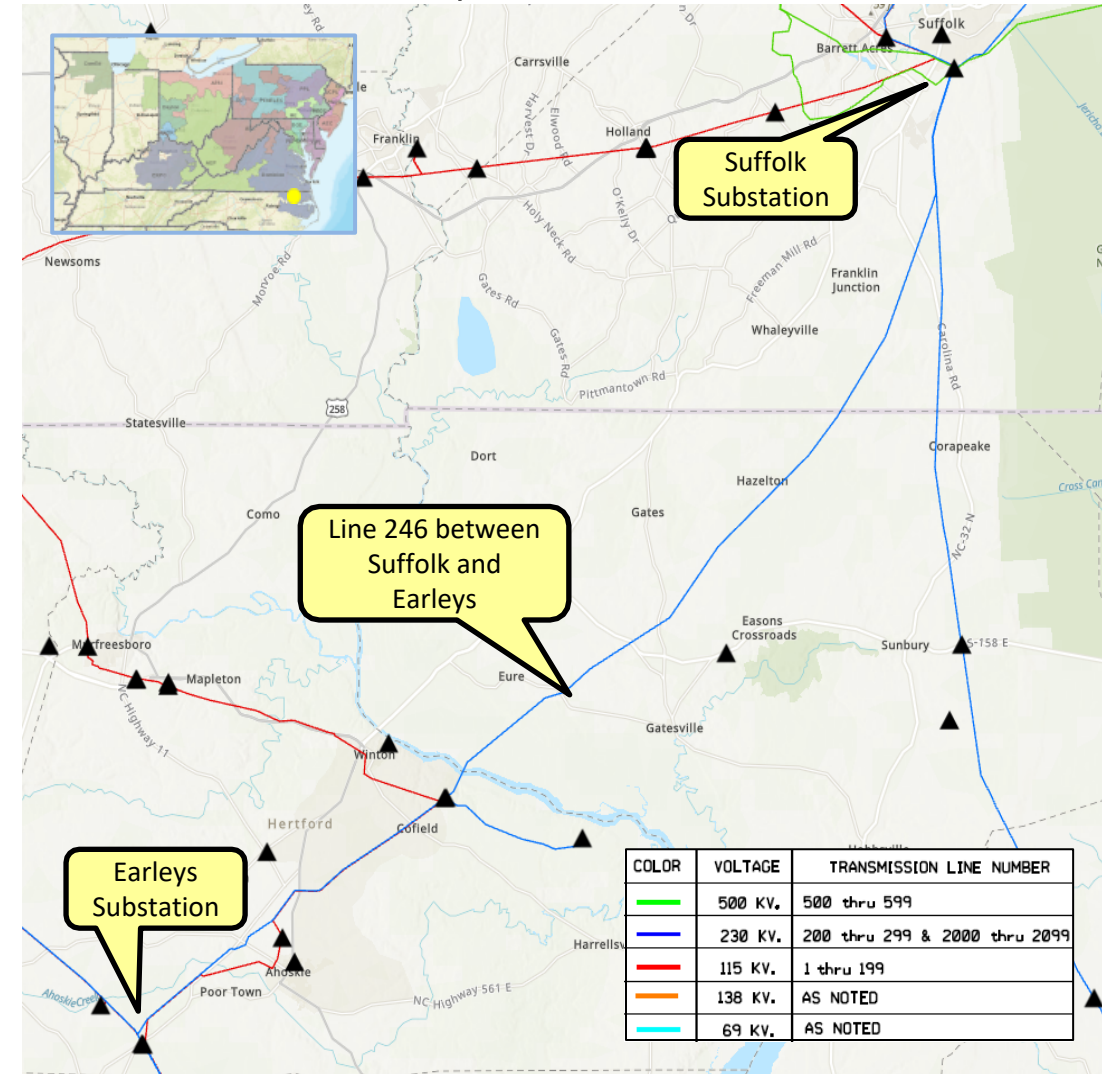 Suffolk
Barrett Acres
Carrsville
Harvest Dr
Elwood Rd
Franklin
Holland
Suffolk
Substation
O'Kelly Dr
Holy Neck Rd
Newsoms
Monroe Rd
Gates Rd
Freeman Mill Rd
Franklin
Junction
Gates Rd
Whaleyville
Carolina Rd
Pittmantown Rd
258
Statesville
Dort
Corapeake
Hazelton
Como
Gates
Line 246 between
Suffolk and
Earleys
NC-32 N
Easons
Crossroads
Murfreesboro
Sunbury
S-158 E
Mapleton
Eure
NC Highway 11
Gatesville
Winton
Hertford
Cofield
Earleys
Substation
COLOR VOLTAGE TRANSMISSION LINE NUMBER
500 KV. 500 thru 599
230 KV. 200 thru 299 & 2000 thru 2099
115 KV. 1 thru 199
138 KV. AS NOTED
69 KV. AS NOTED
Harrellsv
Ahoskie
Poor Town
Ahoskie Creek
NC Highway 561 E